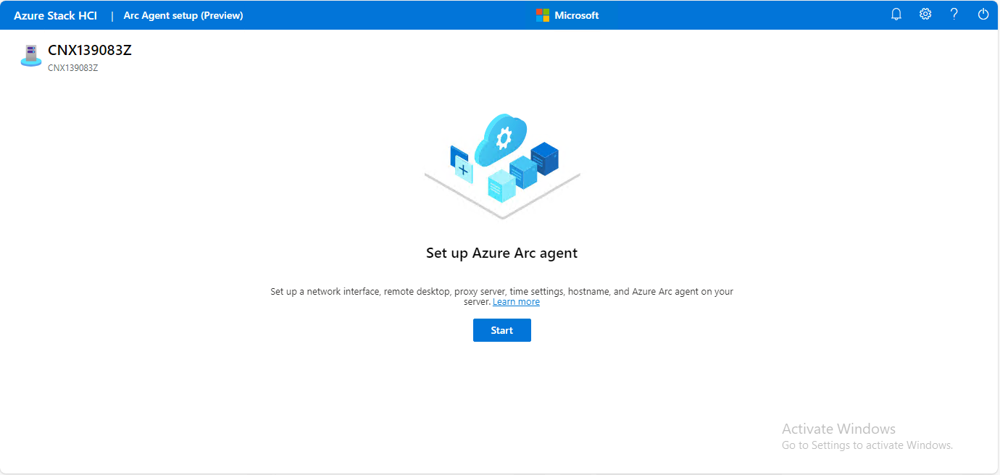 Azure Stack HCI | Arc Agent setup (Preview) Microsoft
CNX139083Z
CNX139083Z
Set up Azure Arc agent
Set up a network interface, remote desktop, proxy server, time settings, hostname, and Azure Arc agent on your
server. Learn more
Start
Activate Windows
Go to Settings to activate Windows.